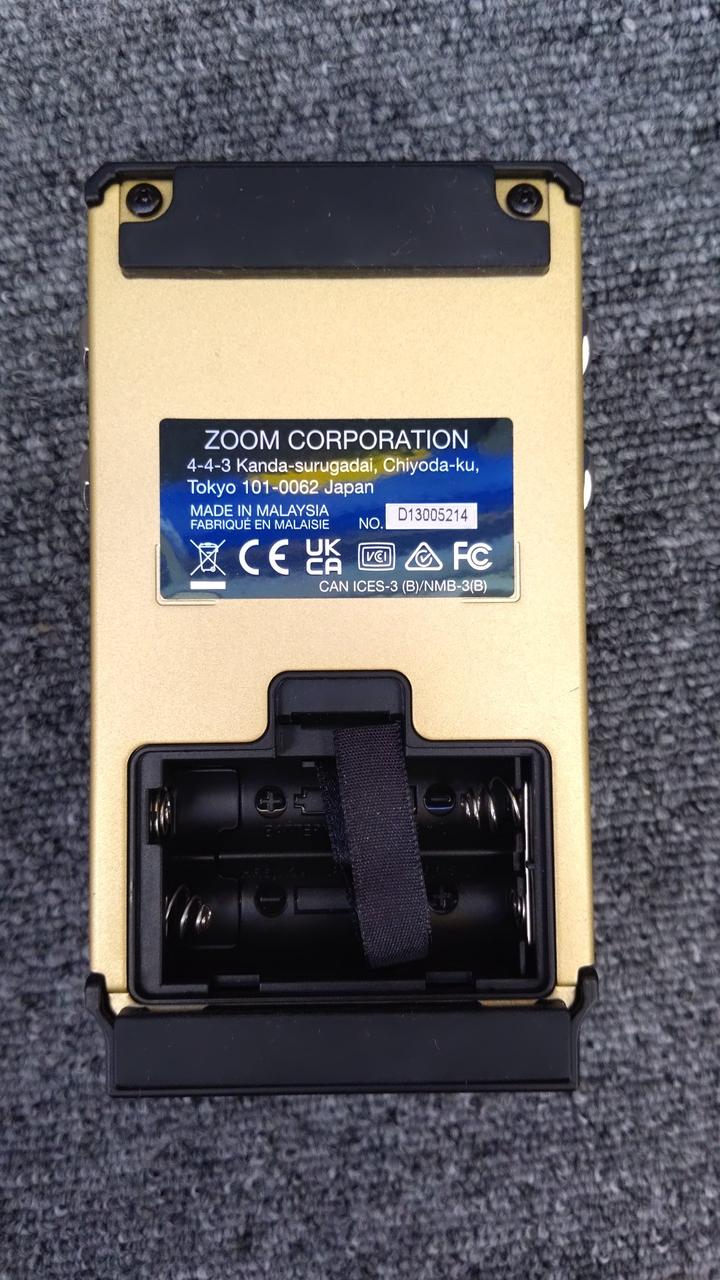 ZOOM CORPORATION
4-4-3 Kanda-surugadai, Chiyoda-ku,
Tokyo 101-0062 Japan
MADE IN MALAYSIA
FABRIQUÉ EN MALAISIE NO. D13005214
CE UK CA VCI FC
CAN ICES-3 (B)/NMB-3(B)